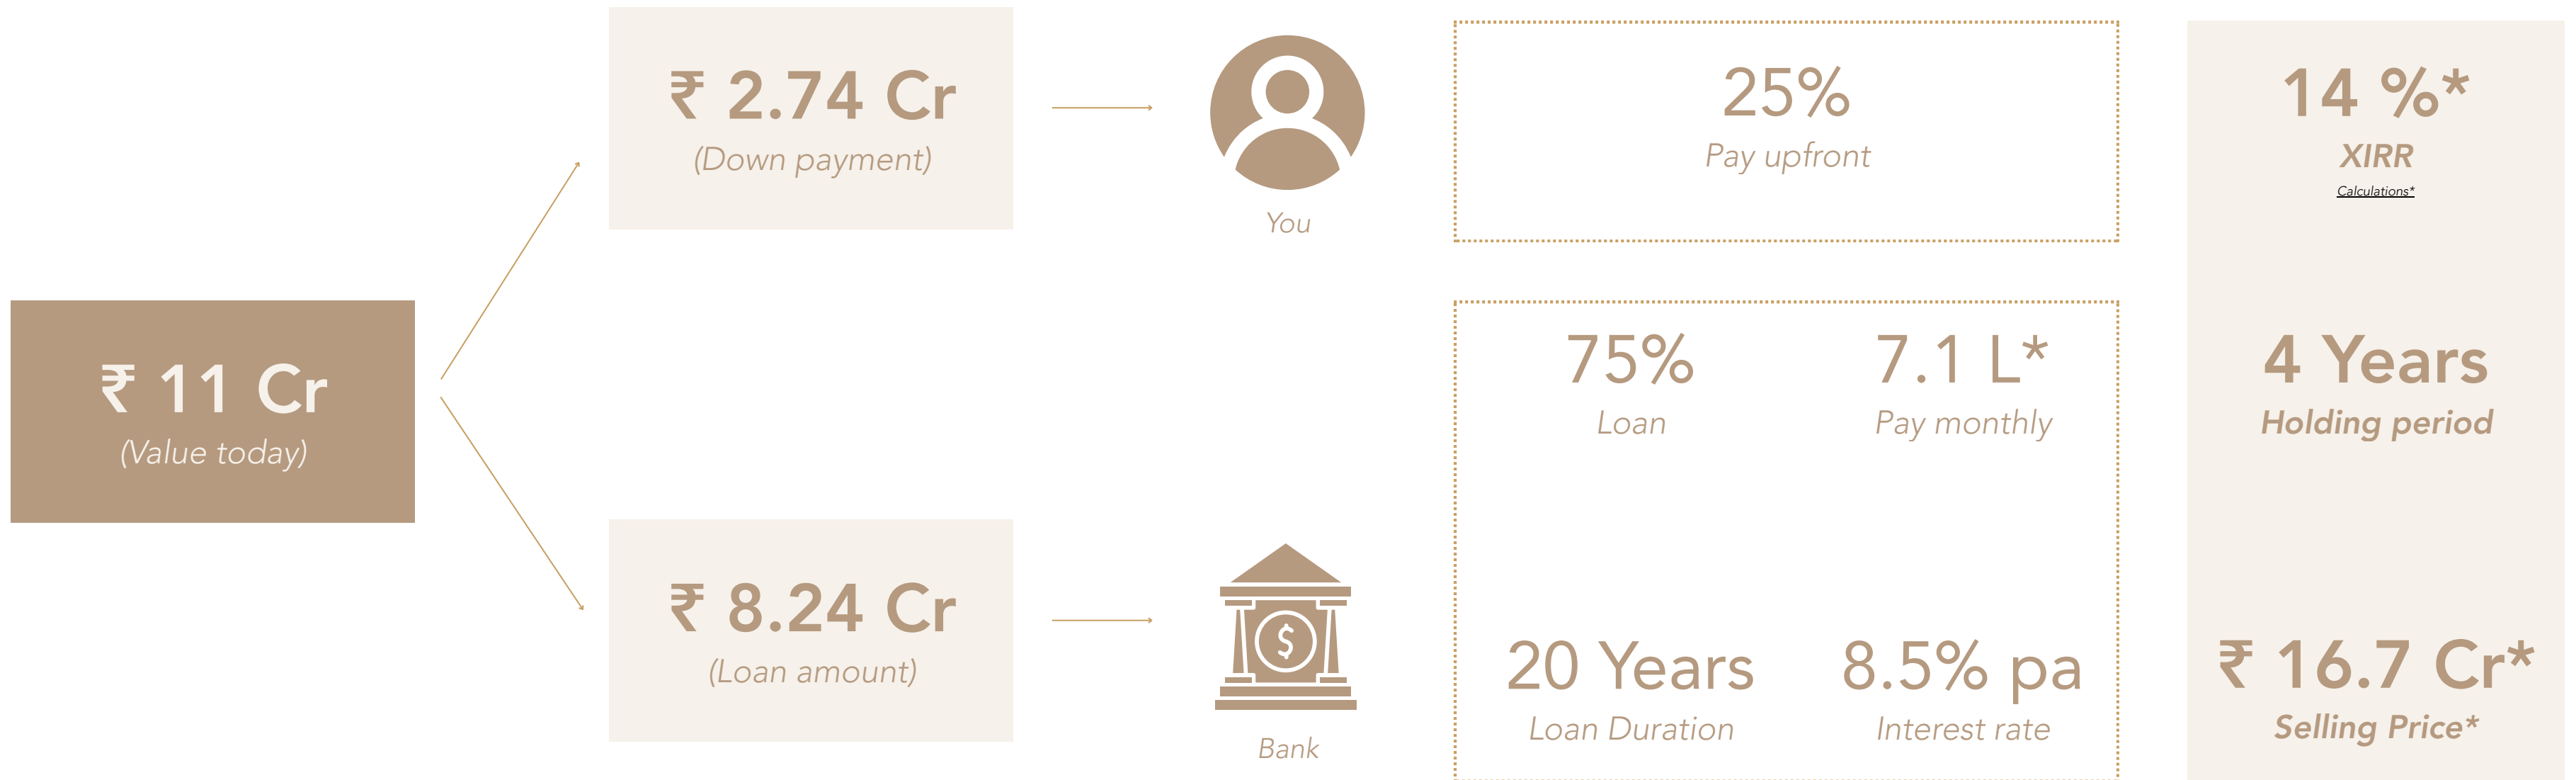 ₹ 11 Cr
(Value today)
₹ 2.74 Cr
(Down payment)
You
25%
Pay upfront
₹ 8.24 Cr
(Loan amount)
$
Bank
75%
Loan
7.1 L*
Pay monthly
20 Years
Loan Duration
8.5% pa
Interest rate
14 %*
XIRR
Calculations*
4 Years
Holding period
₹ 16.7 Cr*
Selling Price*